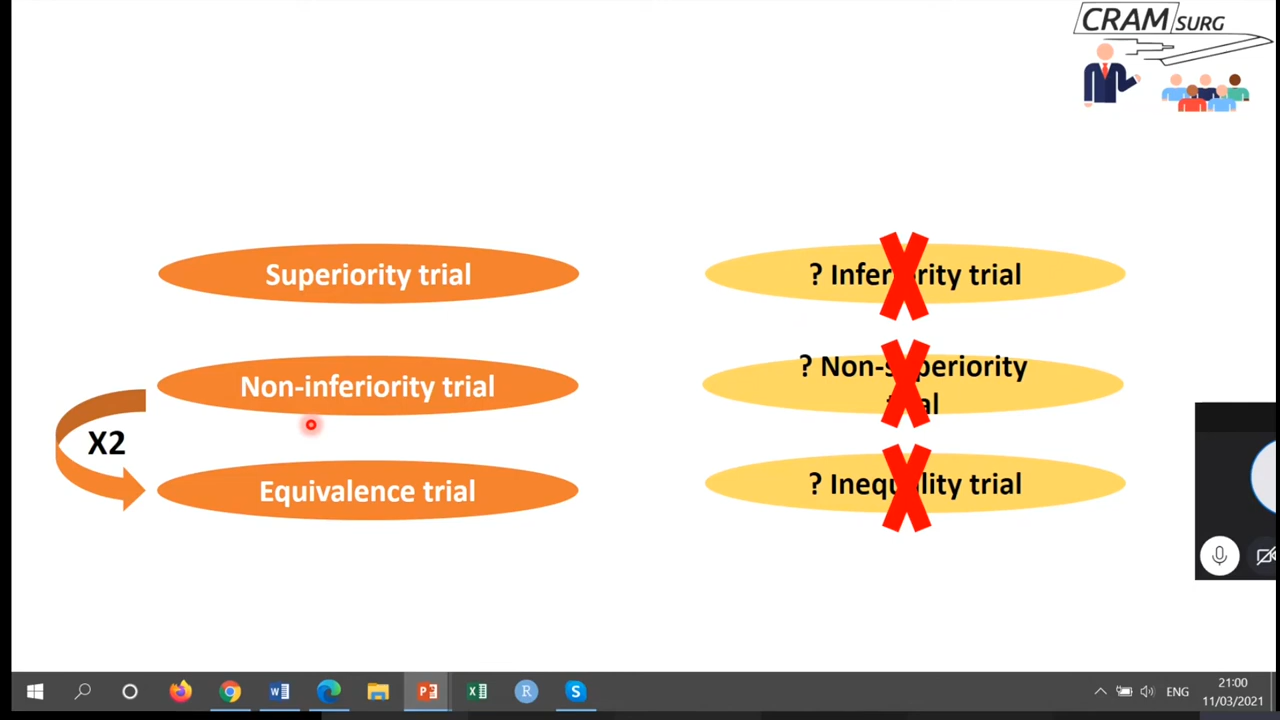 CRAM SURG
Superiority trial
? Inferiority trial
Non-inferiority trial
? Non-superiority
trial
X2
Equivalence trial
? Inequality trial
21:00
ENG
11/03/2021